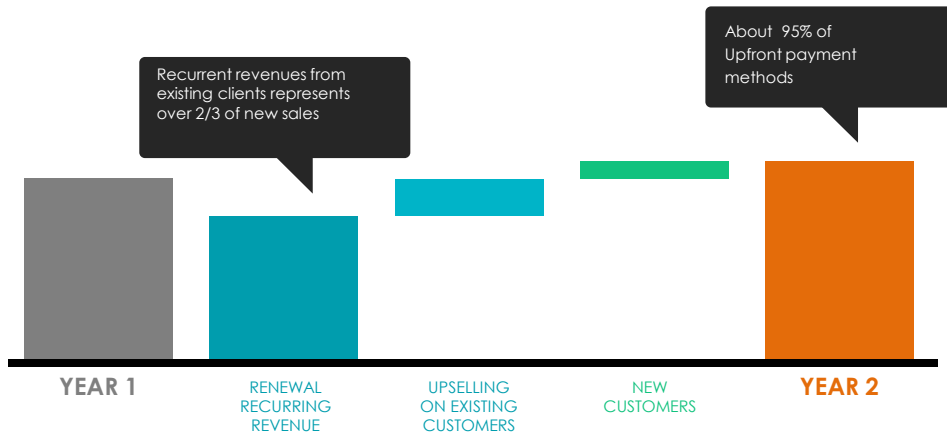 About 95% of
Upfront payment
methods
Recurrent revenues from
existing clients represents
over 2/3 of new sales
YEAR 1
RENEWAL
RECURRING
REVENUE
UPSELLING
ON EXISTING
CUSTOMERS
NEW
CUSTOMERS
YEAR 2